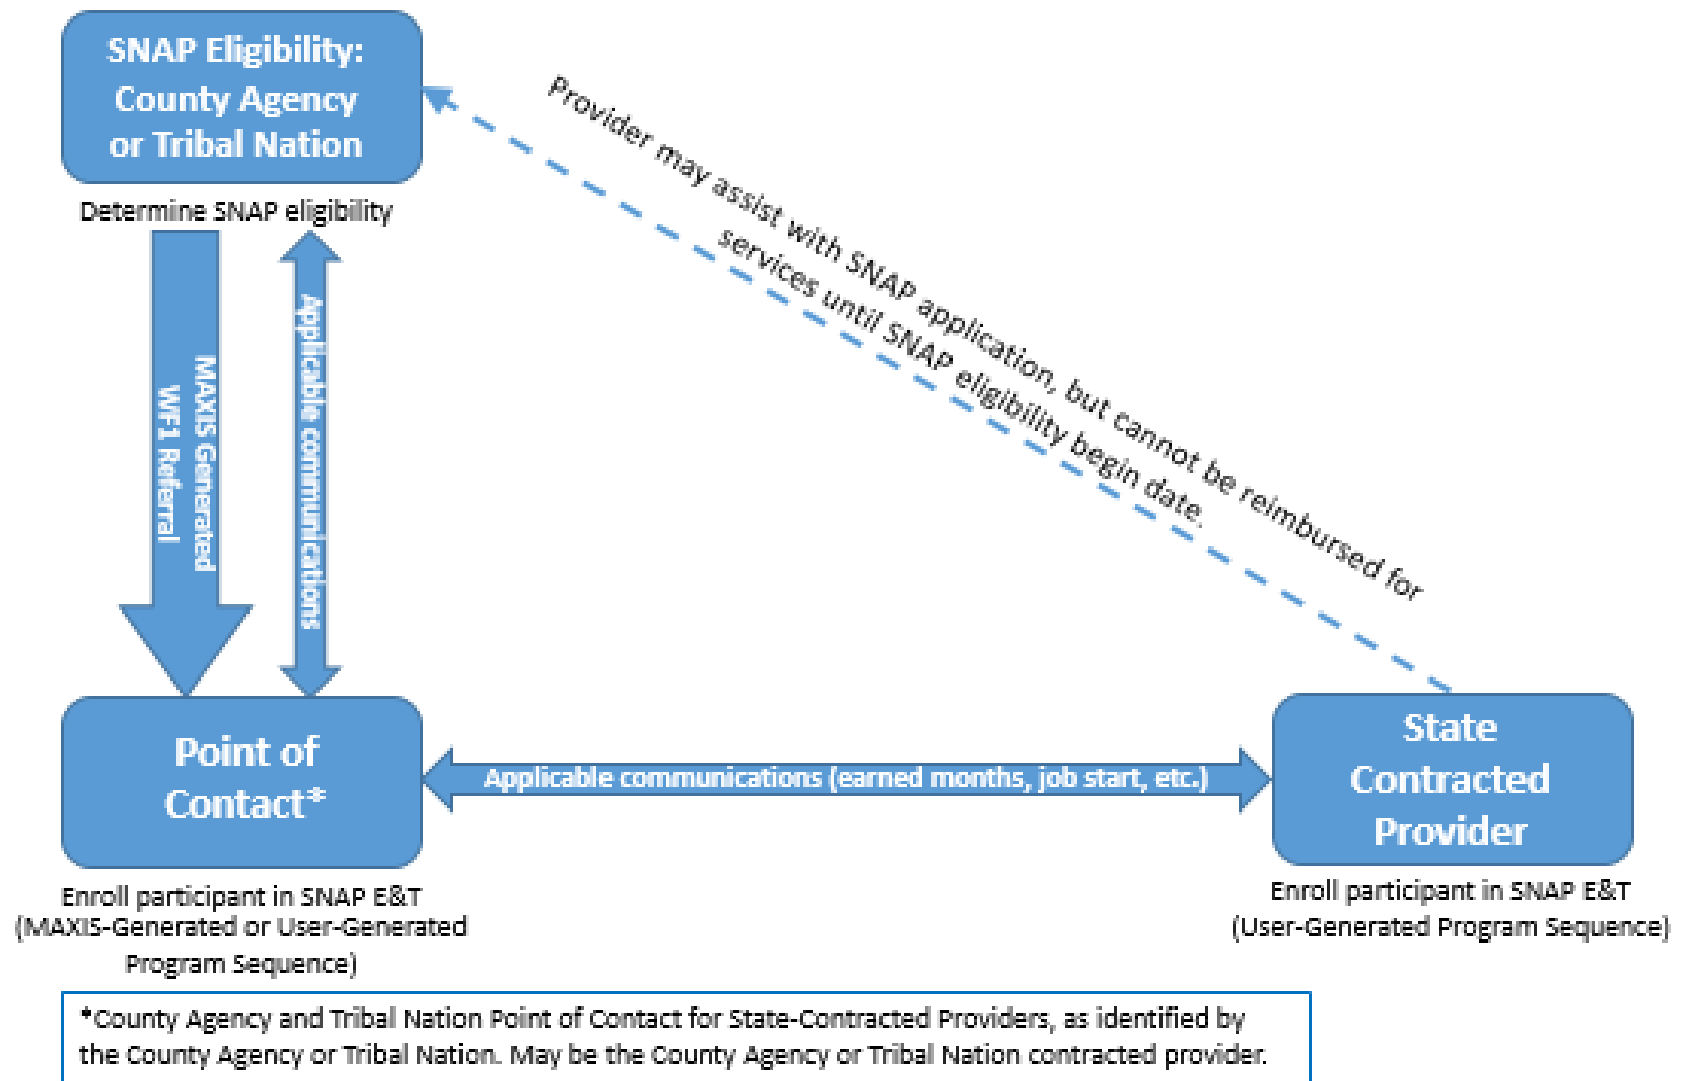 SNAP Eligibility:
County Agency
or Tribal Nation
Determine SNAP eligibility
Provider may assist with SNAP application, but cannot be reimbursed for
services until SNAP eligibility begin date.
MAXIS Generated
WF1 Referral
Applicable communications
Point of
Contact*
Applicable communications (earned months, job start, etc.)
State
Contracted
Provider
Enroll participant in SNAP E&T
(MAXIS-Generated or User-Generated
Program Sequence)
Enroll participant in SNAP E&T
(User-Generated Program Sequence)
*County Agency and Tribal Nation Point of Contact for State-Contracted Providers, as identified by
the County Agency or Tribal Nation. May be the County Agency or Tribal Nation contracted provider.